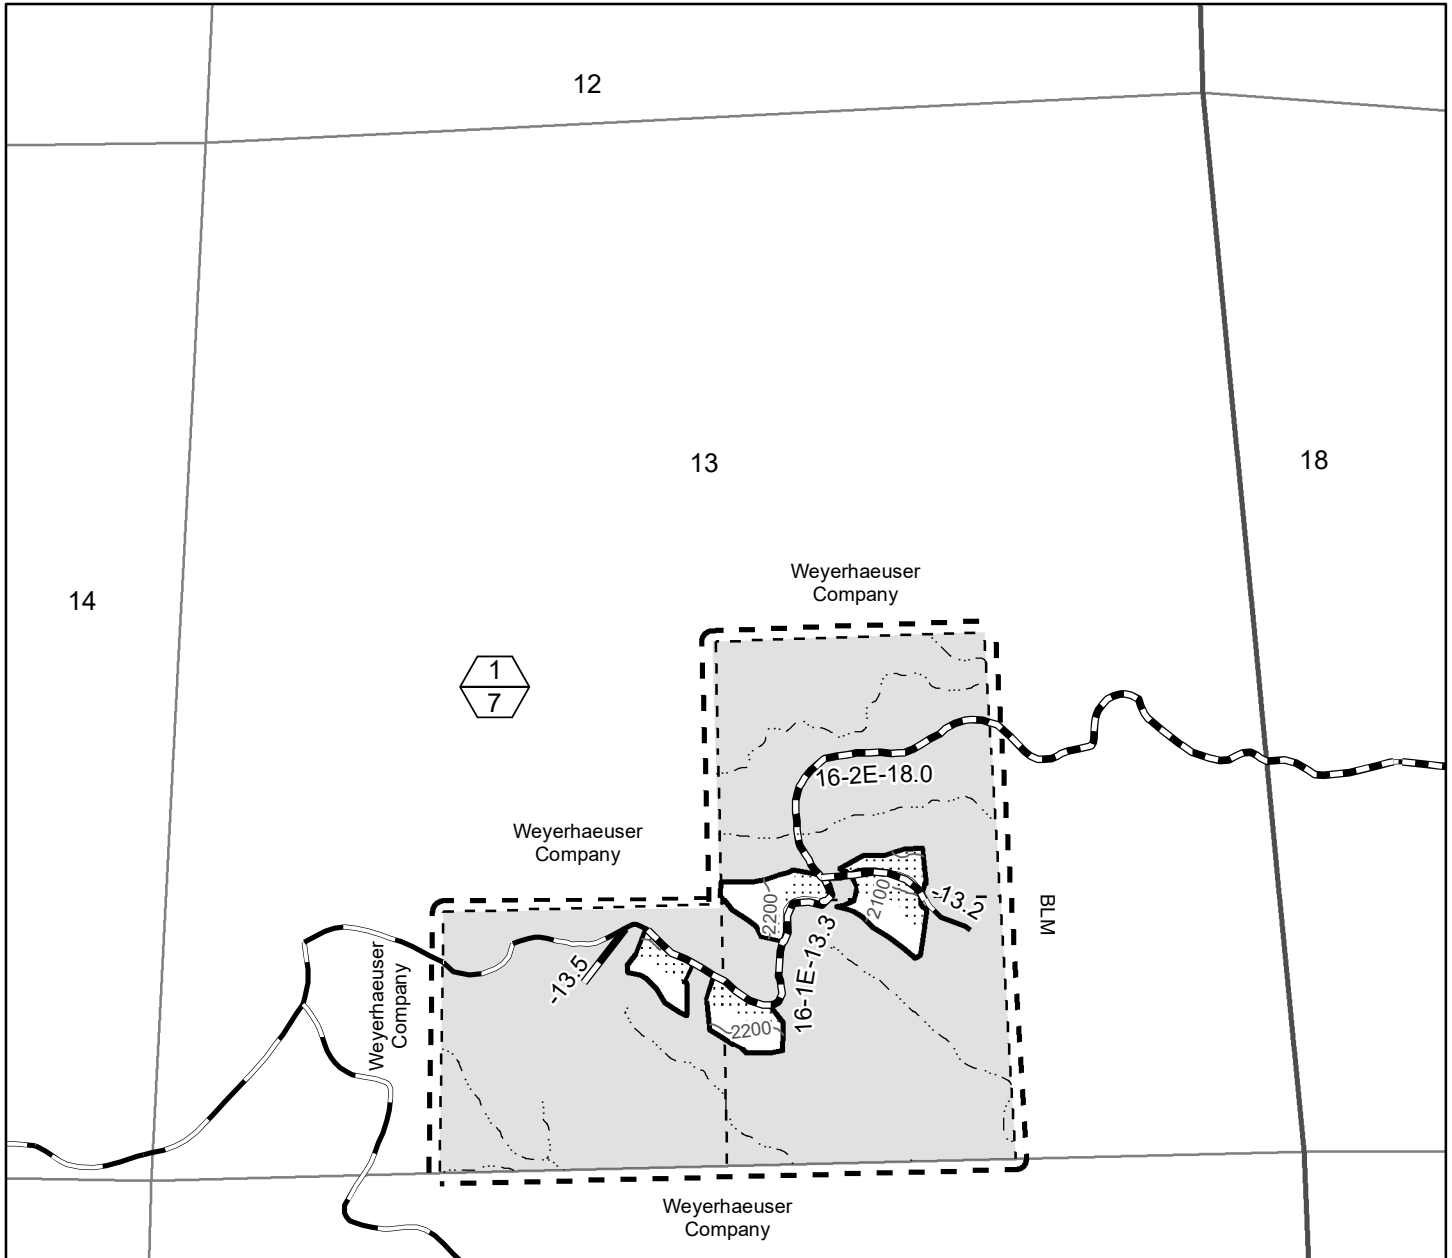 12
13
18
14
Weyerhaeuser
Company
1
7
16-2E-18.0
Weyerhaeuser
Company
2200
2100
-13.2
BLM
16-1E-13.3
-13.5
2200
Weyerhaeuser
Company
Weyerhaeuser
Company